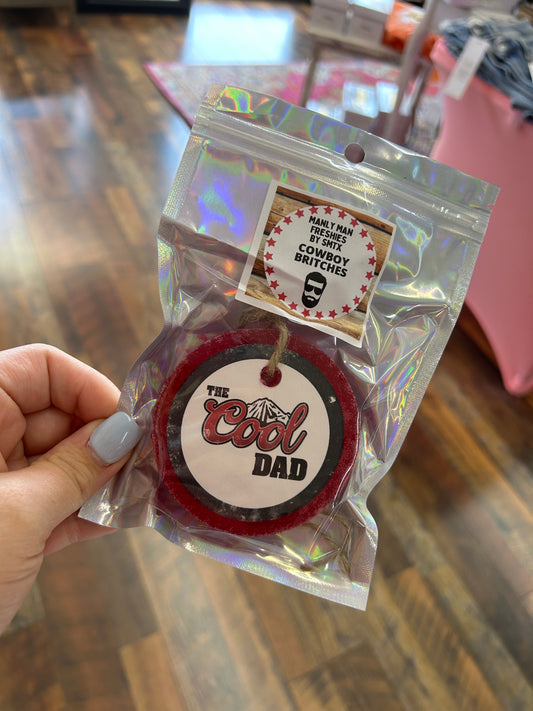 MANLY MAN
FRESHIES
BY SMTX
COWBOY
BRITCHES
THE
Cool
DAD